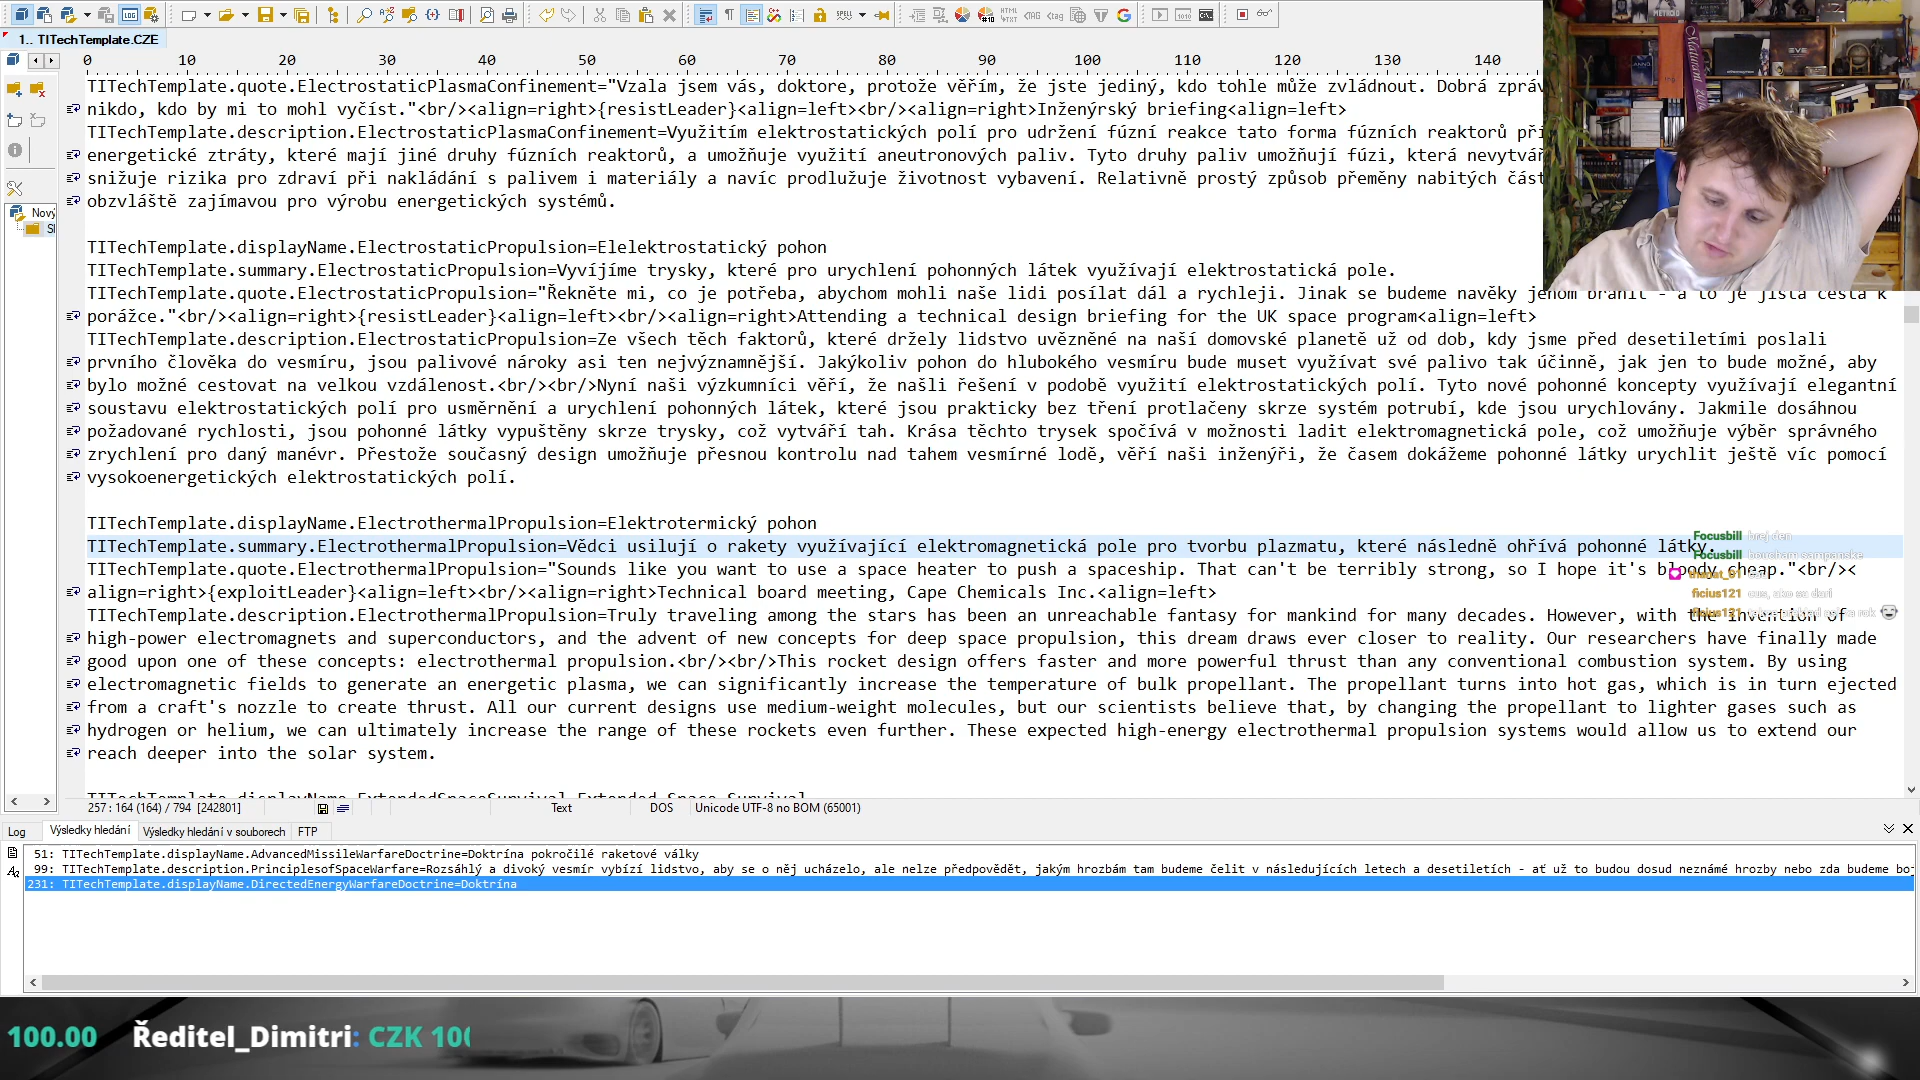 1.. TITechTemplate.CZE
0 10 20 30 40 50 60 70 80 90 100 110 120 130 140
TITechTemplate.quote.ElectrostaticPlasmaConfinement="Vzala jsem vás, doktore, protože věřím, že jste jediný, kdo tohle může zvládnout. Dobrá zpráv
nikdo, kdo by mi to mohl vyčíst."<br/><align=right>{resistLeader}<align=left><br/><align=right>Inženýrský briefing<align=left>
TITechTemplate.description.ElectrostaticPlasmaConfinement=Využitím elektrostatických polí pro udržení fúzní reakce tato forma fúzních reaktorů při
energetické ztráty, které mají jiné druhy fúzních reaktorů, a umožňuje využití aneutronových paliv. Tyto druhy paliv umožňují fúzi, která nevytvář
snižuje rizika pro zdraví při nakládání s palivem i materiály a navíc prodlužuje životnost vybavení. Relativně prostý způsob přeměny nabitých část
obzvláště zajímavou pro výrobu energetických systémů.
TITechTemplate.displayName.ElectrostaticPropulsion=Elelektrostatický pohon
TITechTemplate.summary.ElectrostaticPropulsion=Vyvíjíme trysky, které pro urychlení pohonných látek využívají elektrostatická pole.
TITechTemplate.quote.ElectrostaticPropulsion="Řekněte mi, co je potřeba, abychom mohli naše lidi posílat dál a rychleji. Jinak se budeme navěky jenom bránit - a to je jistá cesta k
porážce."<br/><align=right>{resistLeader}<align=left><br/><align=right>Attending a technical design briefing for the UK space program<align=left>
TITechTemplate.description.ElectrostaticPropulsion=Ze všech těch faktorů, které držely lidstvo uvězněné na naší domovské planetě už od dob, kdy jsme před desetiletími poslali
prvního člověka do vesmíru, jsou palivové nároky asi ten nejvýznamnější. Jakýkoliv pohon do hlubokého vesmíru bude muset využívat své palivo tak účinně, jak jen to bude možné, aby
bylo možné cestovat na velkou vzdálenost.<br/><br/>Nyní naši výzkumníci věří, že našli řešení v podobě využití elektrostatických polí. Tyto nové pohonné koncepty využívají elegantní
soustavu elektrostatických polí pro usměrnění a urychlení pohonných látek, které jsou prakticky bez tření protlačeny skrze systém potrubí, kde jsou urychlovány. Jakmile dosáhnou
požadované rychlosti, jsou pohonné látky vypuštěny skrze trysky, což vytváří tah. Krása těchto trysek spočívá v možnosti ladit elektromagnetická pole, což umožňuje výběr správného
zrychlení pro daný manévr. Přestože současný design umožňuje přesnou kontrolu nad tahem vesmírné lodě, věří naši inženýři, že časem dokážeme pohonné látky urychlit ještě víc pomocí
vysokoenergetických elektrostatických polí.
TITechTemplate.displayName.ElectrothermalPropulsion=Elektrotermický pohon
TITechTemplate.summary.ElectrothermalPropulsion=Vědci usilují o rakety využívající elektromagnetická pole pro tvorbu plazmatu, které následně ohřívá pohonné látky.
TITechTemplate.quote.ElectrothermalPropulsion="Sounds like you want to use a space heater to push a spaceship. That can't be terribly strong, so I hope it's bloody cheap."<br/><
align=right>{exploitLeader}<align=left><br/><align=right>Technical board meeting, Cape Chemicals Inc.<align=left>
TITechTemplate.description.ElectrothermalPropulsion=Truly traveling among the stars has been an unreachable fantasy for mankind for many decades. However, with the invention of
high-power electromagnets and superconductors, and the advent of new concepts for deep space propulsion, this dream draws ever closer to reality. Our researchers have finally made
good upon one of these concepts: electrothermal propulsion.<br/><br/>This rocket design offers faster and more powerful thrust than any conventional combustion system. By using
electromagnetic fields to generate an energetic plasma, we can significantly increase the temperature of bulk propellant. The propellant turns into hot gas, which is in turn ejected
from a craft's nozzle to create thrust. All our current designs use medium-weight molecules, but our scientists believe that, by changing the propellant to lighter gases such as
hydrogen or helium, we can ultimately increase the range of these rockets even further. These expected high-energy electrothermal propulsion systems would allow us to extend our
reach deeper into the solar system.
TITechTemplate.displayName.ExtendedSpaceSurvival=Extended Space Survival
Nový
Focusbill
Focusbill
ficius121
ficius121
257 : 164 (164) / 794 [242801] Text DOS Unicode UTF-8 no BOM (65001)
Log Výsledky hledání Výsledky hledání v souborech FTP
51: TITechTemplate.displayName.AdvancedMissileWarfareDoctrine=Doktrína pokročilé raketové války
99: TITechTemplate.description.PrinciplesofSpaceWarfare=Rozsáhlý a divoký vesmír vybízí lidstvo, aby se o něj ucházelo, ale nelze předpovědět, jakým hrozbám tam budeme čelit v následujících letech a desetiletích - ať už to budou dosud neznámé hrozby nebo zda budeme bo
231: TITechTemplate.displayName.DirectedEnergyWarfareDoctrine=Doktrína
100.00 Ředitel_Dimitri: CZK 100